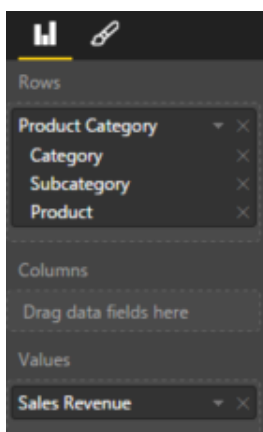 Rows
Product Category
Category
Subcategory
Product
Columns
Drag data fields here
Values
Sales Revenue